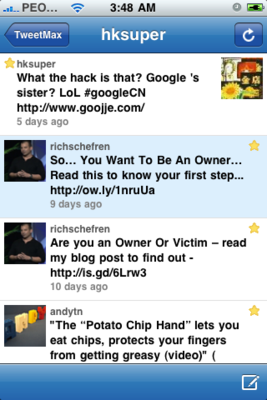 .. PEO... 3:48 AM
TweetMax hksuper
hksuper
What the hack is that? Google 's
sister? LoL #googleCN
http://www.goojje.com/
5 days ago
richschefren
So... You Want To Be An Owner...
Read this to know your first step...
http://ow.ly/1nruUa
9 days ago
richschefren
Are you an Owner Or Victim – read
my blog post to find out -
http://is.gd/6Lrw3
10 days ago
andytn
"The “Potato Chip Hand” lets you
eat chips, protects your fingers
from getting greasy (video)" (